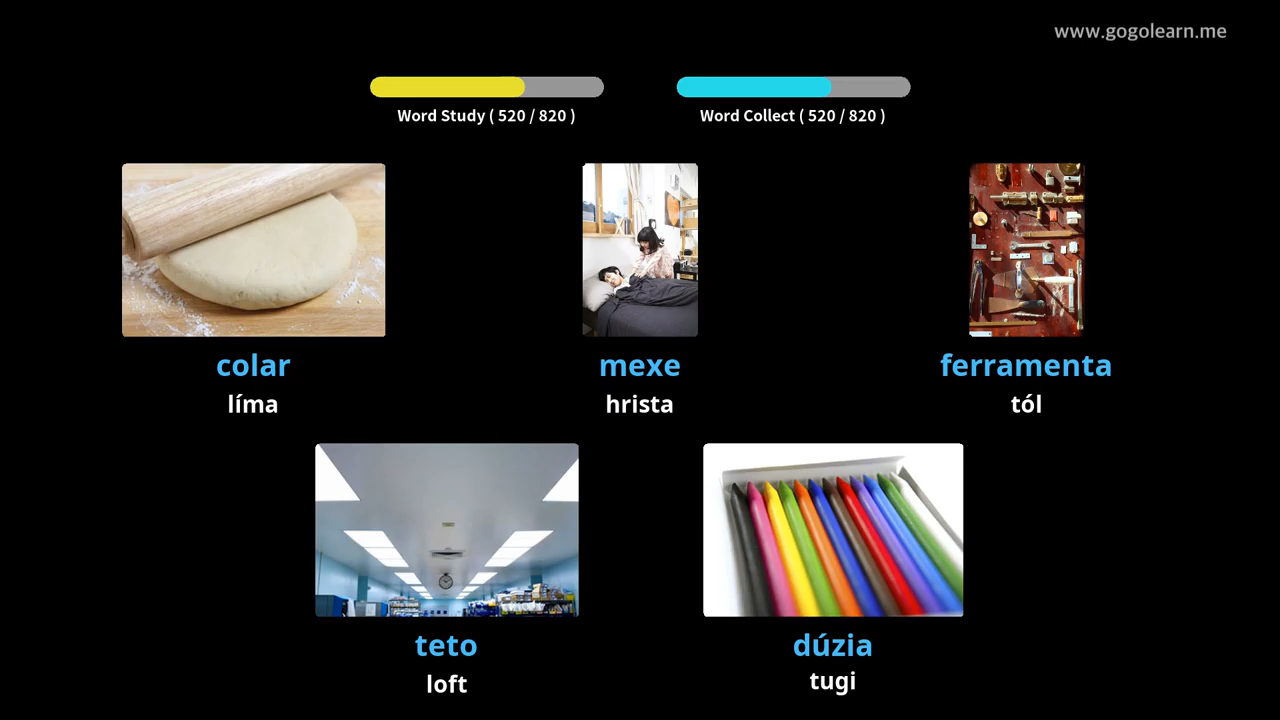 www.gogolearn.me
Word Study ( 520 / 820 )
Word Collect ( 520 / 820 )
colar
líma
mexe
hrista
ferramenta
tól
teto
loft
dúzia
tugi